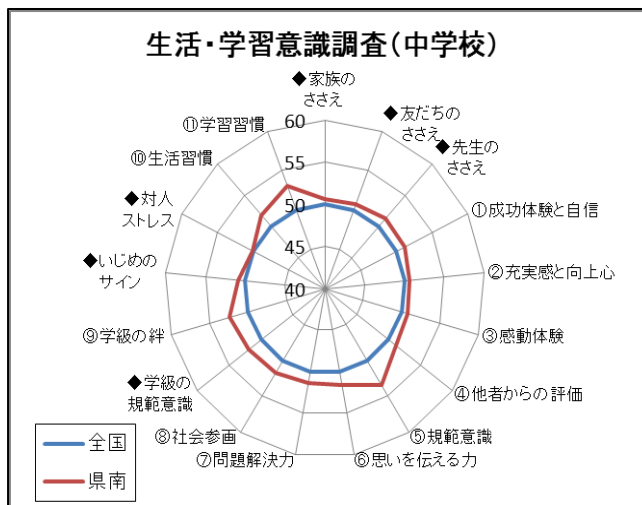 生活・学習意識調査(中学校)
◆家族の
ささえ
◆友だちの
ささえ
◆先生の
ささえ
①成功体験と自信
②充実感と向上心
③感動体験
④他者からの評価
⑤規範意識
⑥思いを伝える力
⑦問題解決力
⑧社会参画
◆学級の
規範意識
⑨学級の絆
◆いじめの
サイン
◆対人
ストレス
⑩生活習慣
⑪学習習慣
60
55
50
45
40
全国
県南